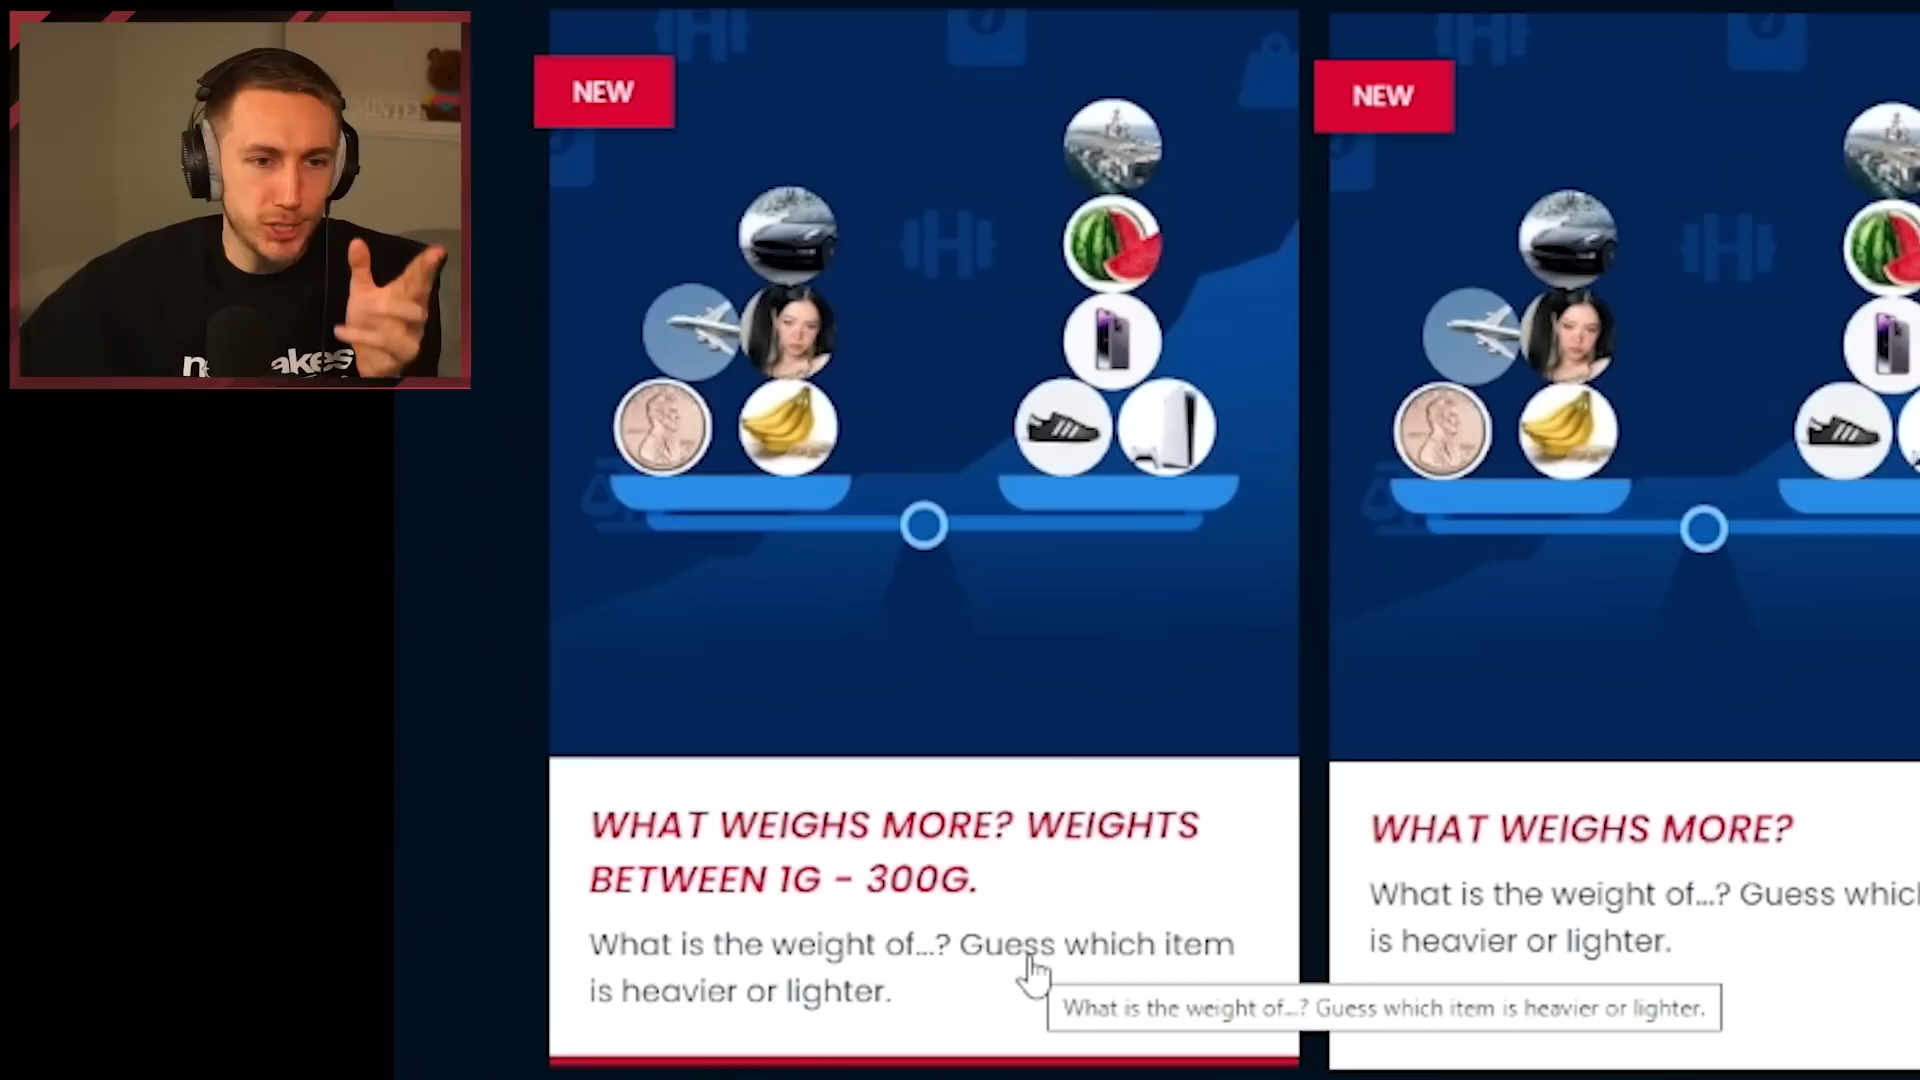 NEW
NEW
WHAT WEIGHS MORE? WEIGHTS
BETWEEN 1G - 300G.
What is the weight of...? Guess which item
is heavier or lighter.
WHAT WEIGHS MORE?
What is the weight of...? Guess which
is heavier or lighter.
What is the weight of...? Guess which item is heavier or lighter.